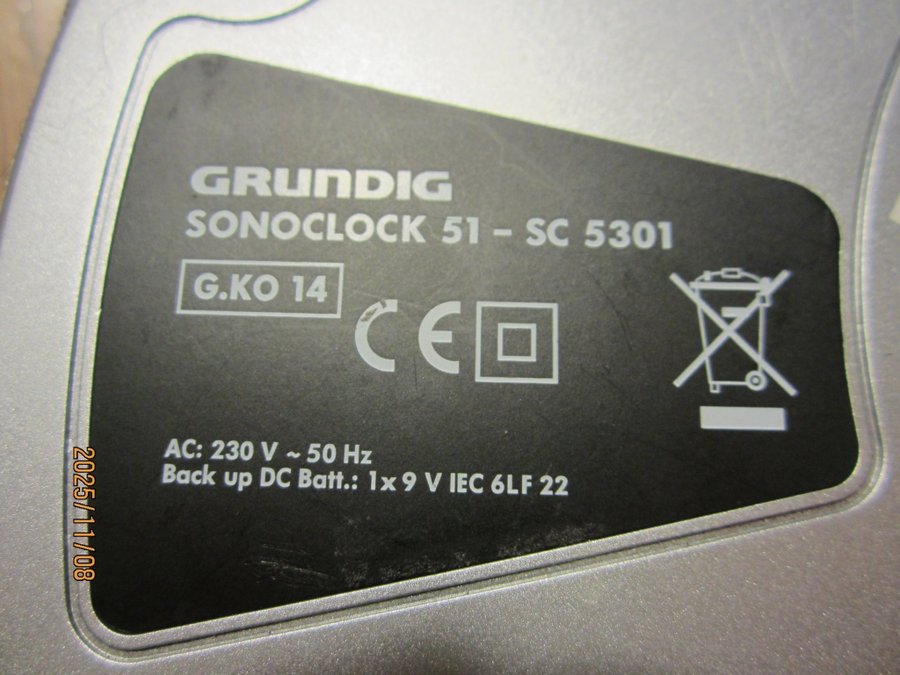 GRUNDIG
SONOCLOCK 51 - SC 5301
G.KO 14
CE
AC: 230 V ~ 50 Hz
Back up DC Batt.: 1x 9 V IEC 6LF 22
2025/11/08